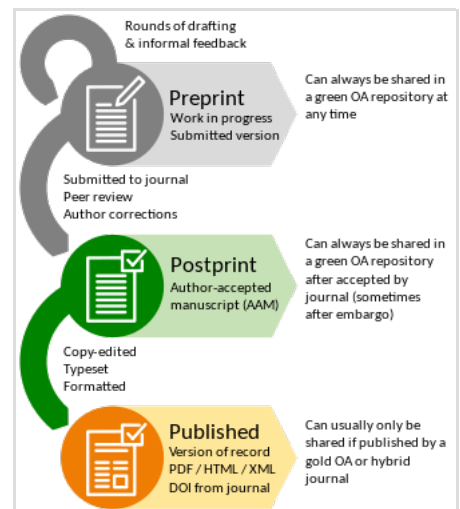 Rounds of drafting
& informal feedback
Preprint
Work in progress
Submitted version
Can always be shared in
a green OA repository at
any time
Submitted to journal
Peer review
Author corrections
Postprint
Author-accepted
manuscript (AAM)
Can always be shared in
a green OA repository
after accepted by
journal (sometimes
after embargo)
Copy-edited
Typeset
Formatted
Published
Version of record
PDF / HTML / XML
DOI from journal
Can usually only be
shared if published by a
gold OA or hybrid
journal